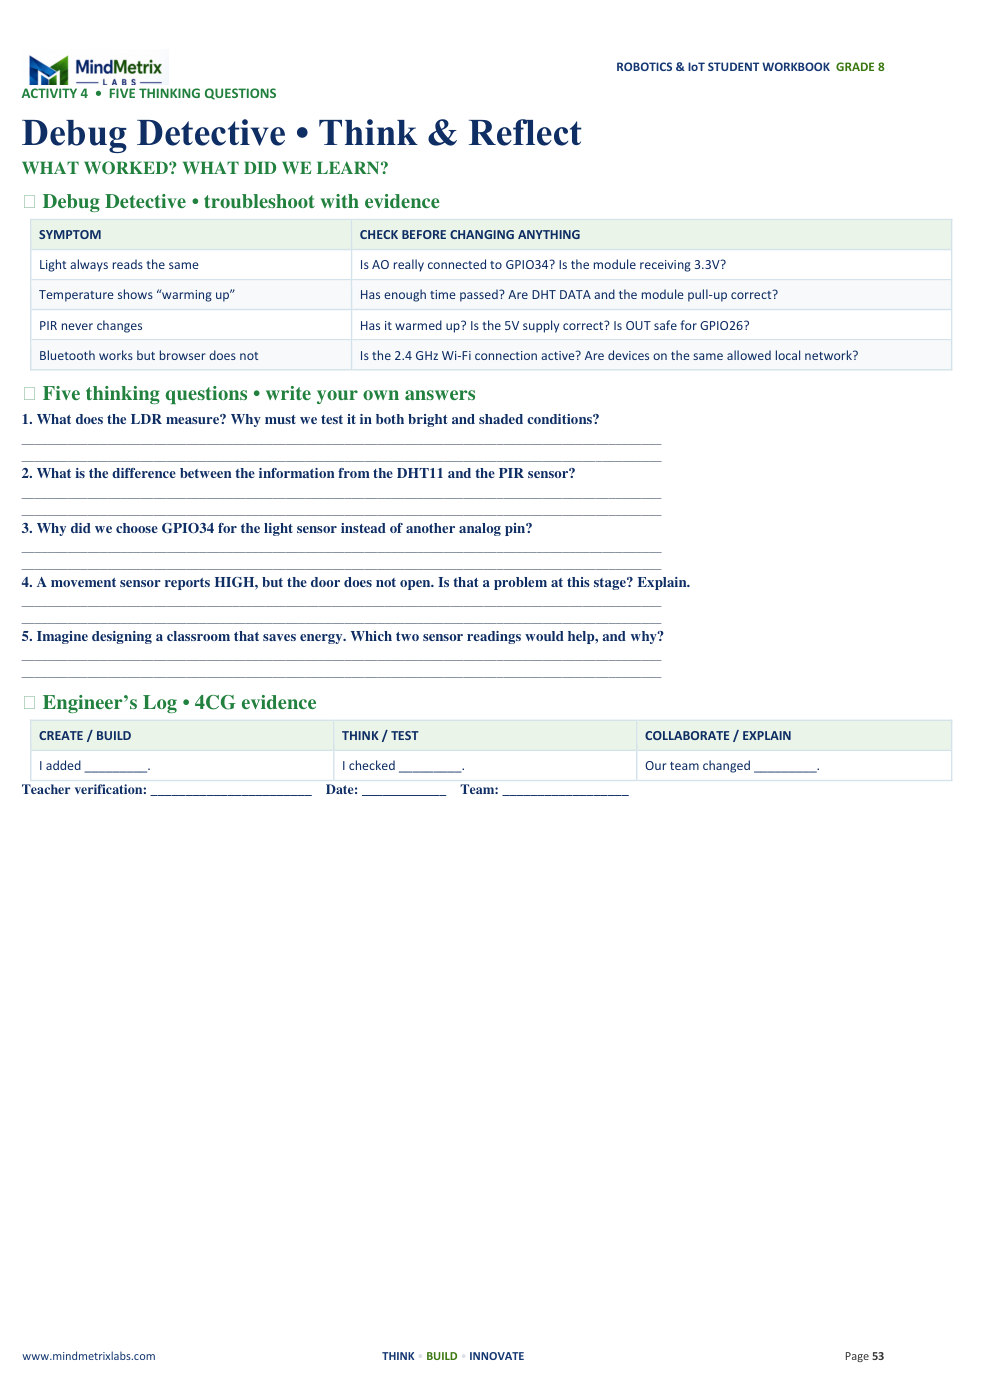 MindMetrix
LABS
ROBOTICS & IoT STUDENT WORKBOOK GRADE 8
ACTIVITY 4 • FIVE THINKING QUESTIONS
Debug Detective • Think & Reflect
WHAT WORKED? WHAT DID WE LEARN?
Debug Detective • troubleshoot with evidence
SYMPTOM CHECK BEFORE CHANGING ANYTHING
Light always reads the same Is AO really connected to GPIO34? Is the module receiving 3.3V?
Temperature shows “warming up” Has enough time passed? Are DHT DATA and the module pull-up correct?
PIR never changes Has it warmed up? Is the 5V supply correct? Is OUT safe for GPIO26?
Bluetooth works but browser does not Is the 2.4 GHz Wi-Fi connection active? Are devices on the same allowed local network?
Five thinking questions • write your own answers
1. What does the LDR measure? Why must we test it in both bright and shaded conditions?
2. What is the difference between the information from the DHT11 and the PIR sensor?
3. Why did we choose GPIO34 for the light sensor instead of another analog pin?
4. A movement sensor reports HIGH, but the door does not open. Is that a problem at this stage? Explain.
5. Imagine designing a classroom that saves energy. Which two sensor readings would help, and why?
Engineer’s Log • 4CG evidence
CREATE / BUILD THINK / TEST COLLABORATE / EXPLAIN
I added _________. I checked _________. Our team changed _________.
Teacher verification: _______________________ Date: ____________ Team: __________________
www.mindmetrixlabs.com THINK • BUILD • INNOVATE Page 53